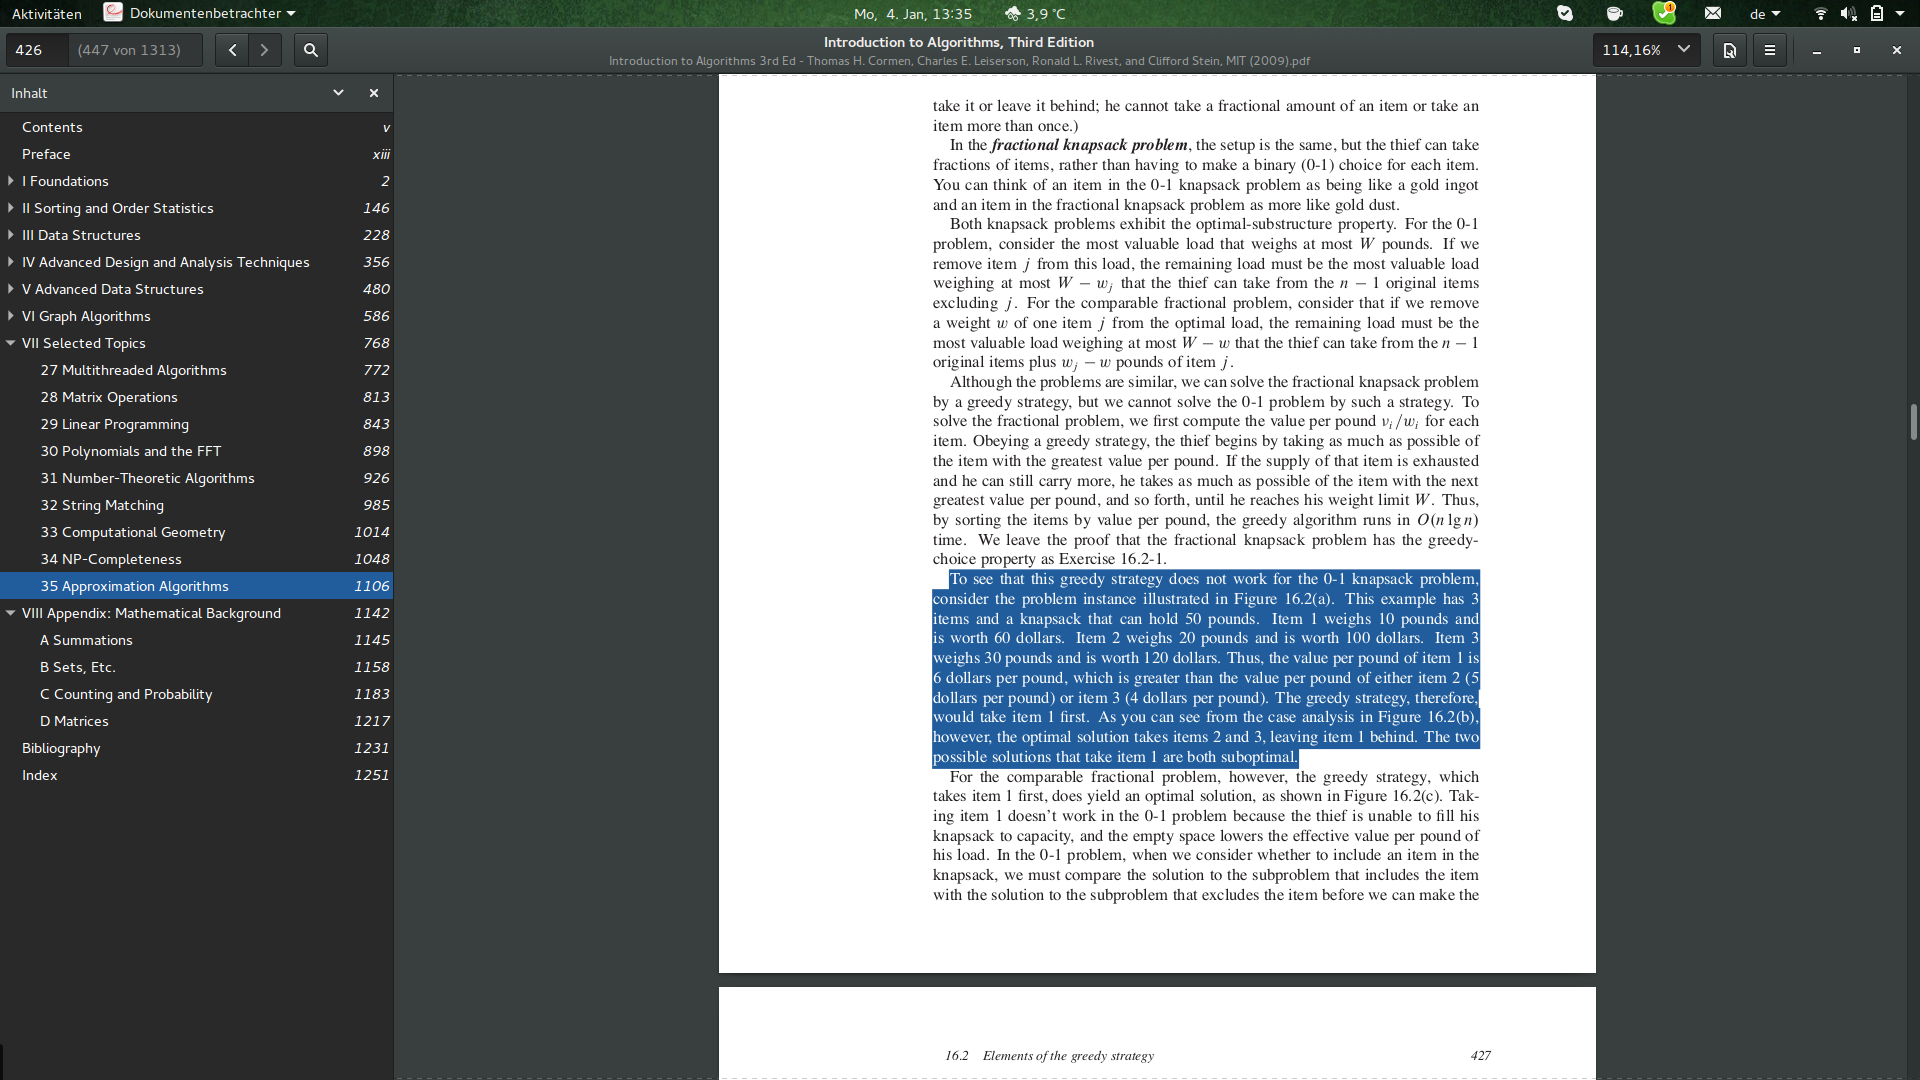 Aktivitäten Dokumentenbetrachter Mo, 4. Jan, 13:35 3,9 °C 1 de
426 (447 von 1313) Introduction to Algorithms, Third Edition 114,16%
Introduction to Algorithms 3rd Ed - Thomas H. Cormen, Charles E. Leiserson, Ronald L. Rivest, and Clifford Stein, MIT (2009).pdf
Inhalt
Contents v
Preface xiii
I Foundations 2
II Sorting and Order Statistics 146
III Data Structures 228
IV Advanced Design and Analysis Techniques 356
V Advanced Data Structures 480
VI Graph Algorithms 586
VII Selected Topics 768
27 Multithreaded Algorithms 772
28 Matrix Operations 813
29 Linear Programming 843
30 Polynomials and the FFT 898
31 Number-Theoretic Algorithms 926
32 String Matching 985
33 Computational Geometry 1014
34 NP-Completeness 1048
35 Approximation Algorithms 1106
VIII Appendix: Mathematical Background 1142
A Summations 1145
B Sets, Etc. 1158
C Counting and Probability 1183
D Matrices 1217
Bibliography 1231
Index 1251
take it or leave it behind; he cannot take a fractional amount of an item or take an
item more than once.)
In the fractional knapsack problem, the setup is the same, but the thief can take
fractions of items, rather than having to make a binary (0-1) choice for each item.
You can think of an item in the 0-1 knapsack problem as being like a gold ingot
and an item in the fractional knapsack problem as more like gold dust.
Both knapsack problems exhibit the optimal-substructure property. For the 0-1
problem, consider the most valuable load that weighs at most W pounds. If we
remove item j from this load, the remaining load must be the most valuable load
weighing at most W − wj that the thief can take from the n − 1 original items
excluding j. For the comparable fractional problem, consider that if we remove
a weight w of one item j from the optimal load, the remaining load must be the
most valuable load weighing at most W − w that the thief can take from the n − 1
original items plus wj − w pounds of item j.
Although the problems are similar, we can solve the fractional knapsack problem
by a greedy strategy, but we cannot solve the 0-1 problem by such a strategy. To
solve the fractional problem, we first compute the value per pound vi/wi for each
item. Obeying a greedy strategy, the thief begins by taking as much as possible of
the item with the greatest value per pound. If the supply of that item is exhausted
and he can still carry more, he takes as much as possible of the item with the next
greatest value per pound, and so forth, until he reaches his weight limit W. Thus,
by sorting the items by value per pound, the greedy algorithm runs in O(n lg n)
time. We leave the proof that the fractional knapsack problem has the greedy-
choice property as Exercise 16.2-1.
To see that this greedy strategy does not work for the 0-1 knapsack problem,
consider the problem instance illustrated in Figure 16.2(a). This example has 3
items and a knapsack that can hold 50 pounds. Item 1 weighs 10 pounds and
is worth 60 dollars. Item 2 weighs 20 pounds and is worth 100 dollars. Item 3
weighs 30 pounds and is worth 120 dollars. Thus, the value per pound of item 1 is
6 dollars per pound, which is greater than the value per pound of either item 2 (5
dollars per pound) or item 3 (4 dollars per pound). The greedy strategy, therefore,
would take item 1 first. As you can see from the case analysis in Figure 16.2(b),
however, the optimal solution takes items 2 and 3, leaving item 1 behind. The two
possible solutions that take item 1 are both suboptimal.
For the comparable fractional problem, however, the greedy strategy, which
takes item 1 first, does yield an optimal solution, as shown in Figure 16.2(c). Tak-
ing item 1 doesn't work in the 0-1 problem because the thief is unable to fill his
knapsack to capacity, and the empty space lowers the effective value per pound of
his load. In the 0-1 problem, when we consider whether to include an item in the
knapsack, we must compare the solution to the subproblem that includes the item
with the solution to the subproblem that excludes the item before we can make the
16.2 Elements of the greedy strategy 427